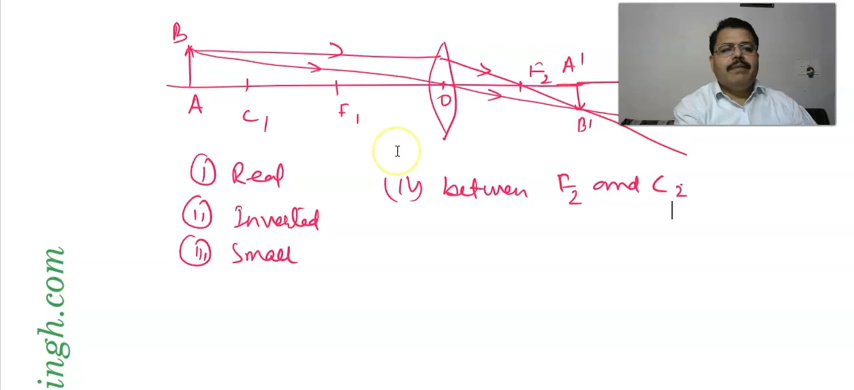 B
F₂ A'
A C₁ F₁ O B'
(i) Real (iv) between F₂ and C₂
(ii) Inverted
(iii) Small
ingh.com